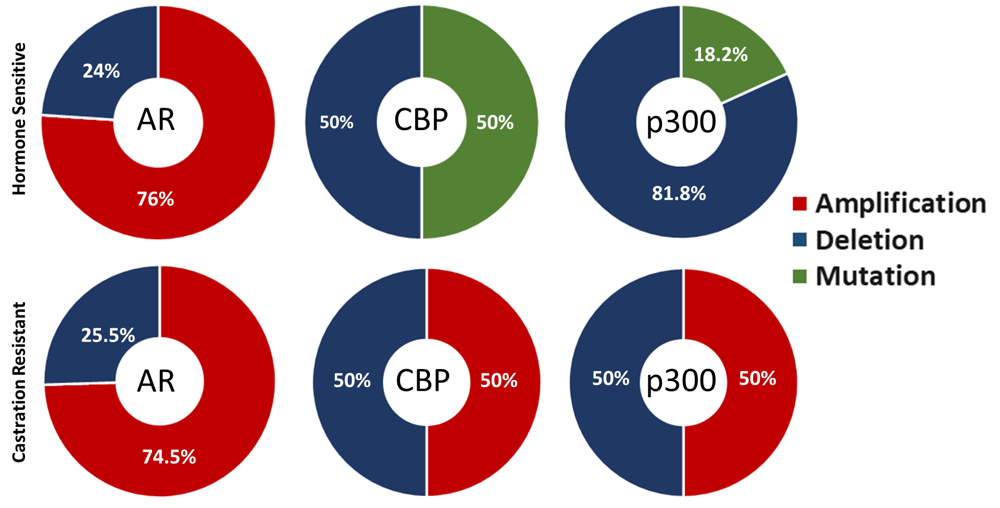 Hormone Sensitive
24%
AR
76%
50%
CBP
50%
18.2%
p300
81.8%
Amplification
Deletion
Mutation
Castration Resistant
25.5%
AR
74.5%
50%
CBP
50%
50%
p300
50%